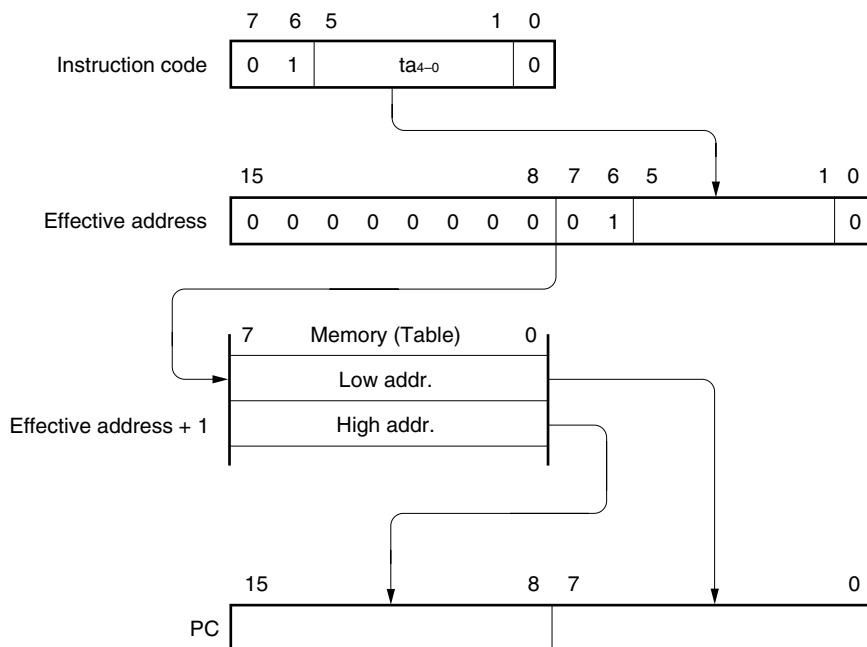 7 6 5 1 0
Instruction code 0 1 ta4–0 0
15 8 7 6 5 1 0
Effective address 0 0 0 0 0 0 0 0 0 1 0
7 Memory (Table) 0
Low addr.
Effective address + 1 High addr.
15 8 7 0
PC